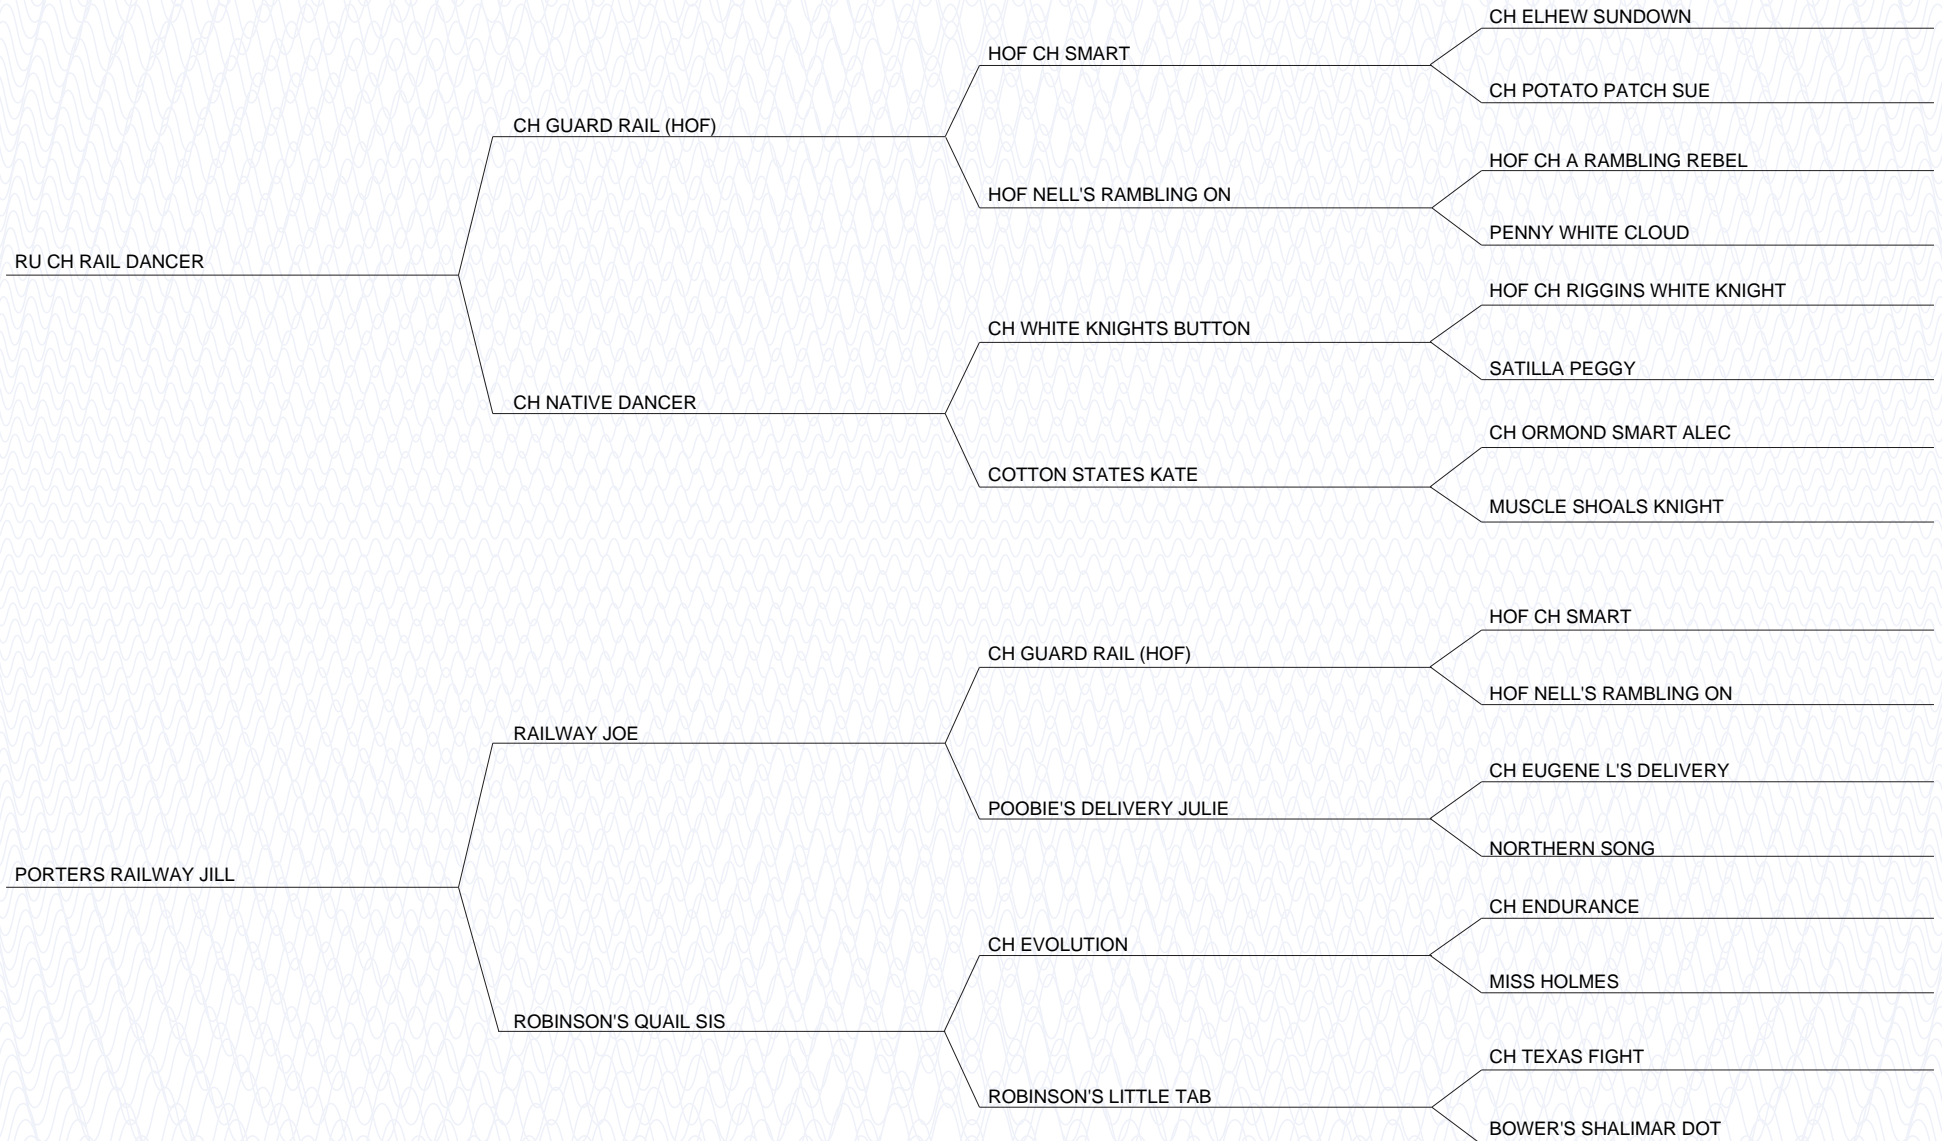 CH ELHEW SUNDOWN
HOF CH SMART
CH POTATO PATCH SUE
CH GUARD RAIL (HOF)
HOF CH A RAMBLING REBEL
HOF NELL'S RAMBLING ON
PENNY WHITE CLOUD
RU CH RAIL DANCER
HOF CH RIGGINS WHITE KNIGHT
CH WHITE KNIGHTS BUTTON
SATILLA PEGGY
CH NATIVE DANCER
CH ORMOND SMART ALEC
COTTON STATES KATE
MUSCLE SHOALS KNIGHT
HOF CH SMART
CH GUARD RAIL (HOF)
HOF NELL'S RAMBLING ON
RAILWAY JOE
CH EUGENE L'S DELIVERY
POOBIE'S DELIVERY JULIE
NORTHERN SONG
PORTERS RAILWAY JILL
CH ENDURANCE
CH EVOLUTION
MISS HOLMES
ROBINSON'S QUAIL SIS
CH TEXAS FIGHT
ROBINSON'S LITTLE TAB
BOWER'S SHALIMAR DOT